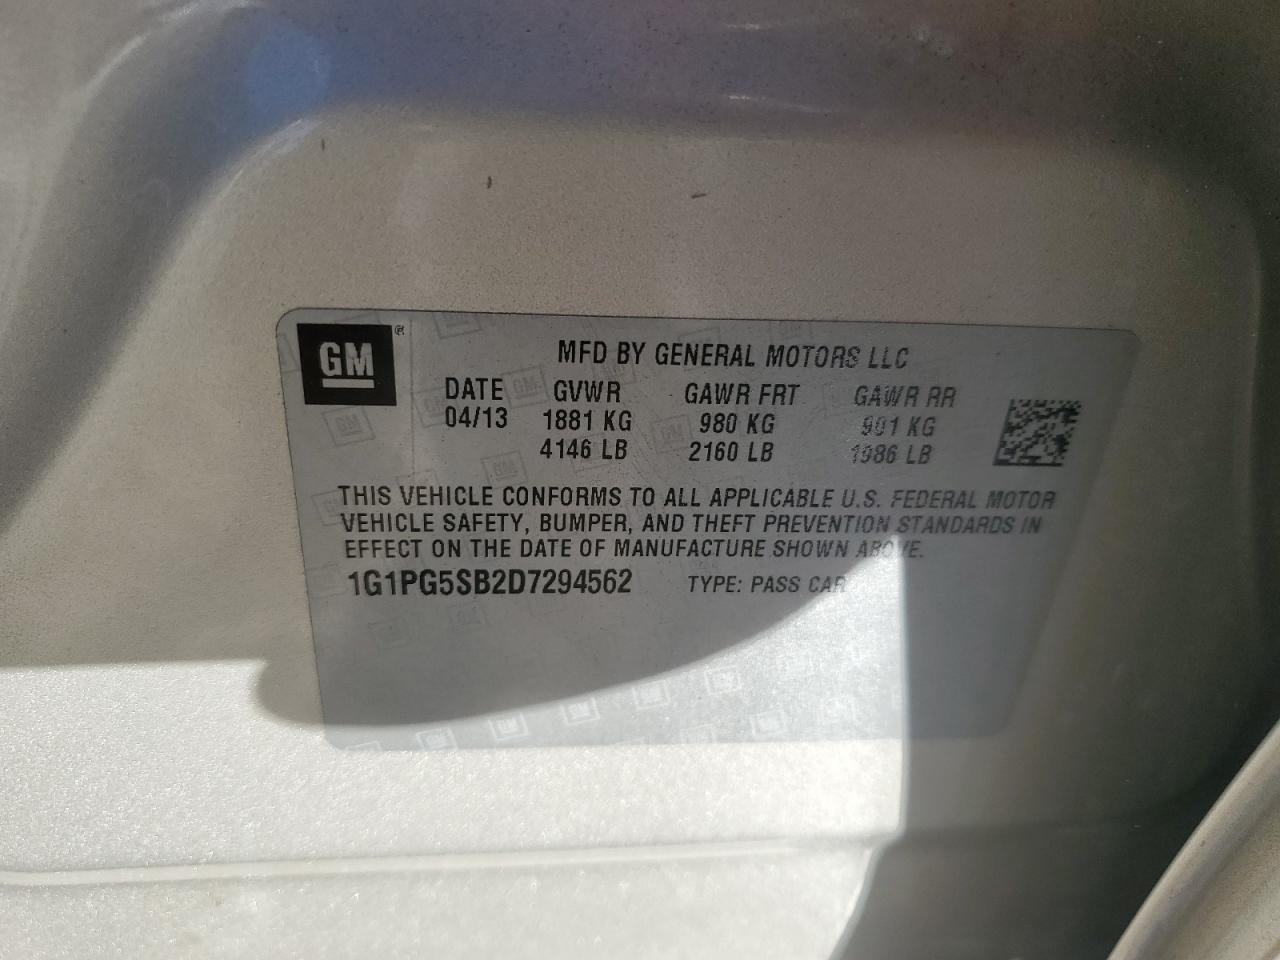 GM
MFD BY GENERAL MOTORS LLC
DATE GVWR GAWR FRT GAWR RR
04/13 1881 KG 980 KG 901 KG
4146 LB 2160 LB 1986 LB
THIS VEHICLE CONFORMS TO ALL APPLICABLE U.S. FEDERAL MOTOR
VEHICLE SAFETY, BUMPER, AND THEFT PREVENTION STANDARDS IN
EFFECT ON THE DATE OF MANUFACTURE SHOWN ABOVE.
1G1PG5SB2D7294562 TYPE: PASS CAR